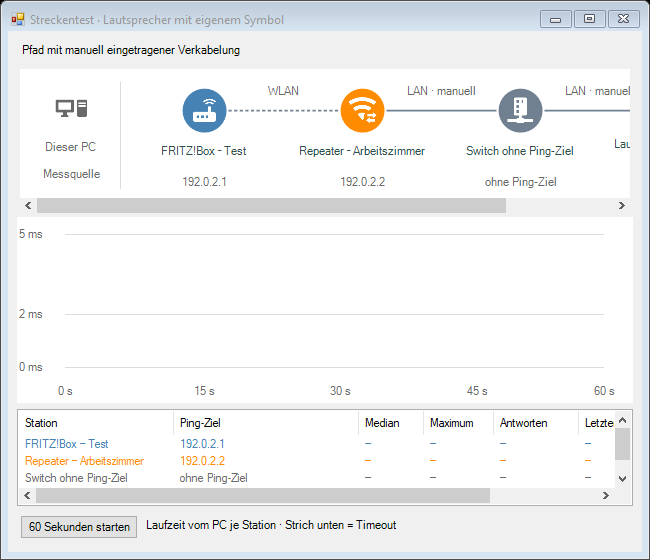 Streckentest · Lautsprecher mit eigenem Symbol
Pfad mit manuell eingetragener Verkabelung
WLAN
LAN · manuell
LAN · manuell
Dieser PC
Messquelle
FRITZ!Box – Test
Repeater – Arbeitszimmer
Switch ohne Ping-Ziel
Lau
192.0.2.1
192.0.2.2
ohne Ping-Ziel
5 ms
2 ms
0 ms
0 s 15 s 30 s 45 s 60 s
Station Ping-Ziel Median Maximum Antworten Letzte
FRITZ!Box – Test 192.0.2.1 – – – –
Repeater – Arbeitszimmer 192.0.2.2 – – – –
Switch ohne Ping-Ziel ohne Ping-Ziel – – – –
60 Sekunden starten Laufzeit vom PC je Station · Strich unten = Timeout